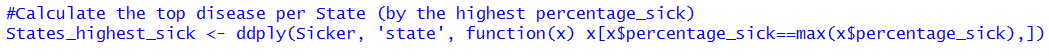 #Calculate the top disease per State (by the highest percentage_sick)
States_highest_sick <- ddply(Sicker, 'state', function(x) x[x$percentage_sick==max(x$percentage_sick),])